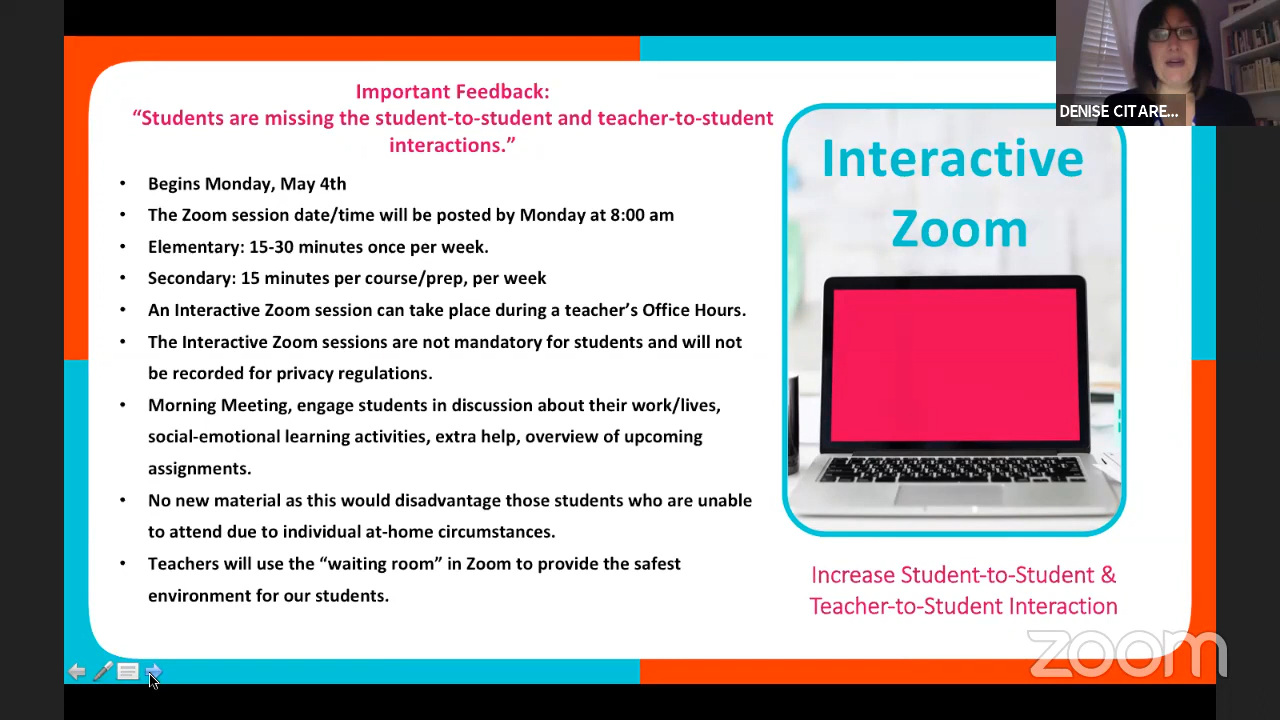 Important Feedback:
“Students are missing the student-to-student and teacher-to-student
interactions.”
• Begins Monday, May 4th
• The Zoom session date/time will be posted by Monday at 8:00 am
• Elementary: 15-30 minutes once per week.
• Secondary: 15 minutes per course/prep, per week
• An Interactive Zoom session can take place during a teacher’s Office Hours.
• The Interactive Zoom sessions are not mandatory for students and will not
be recorded for privacy regulations.
• Morning Meeting, engage students in discussion about their work/lives,
social-emotional learning activities, extra help, overview of upcoming
assignments.
• No new material as this would disadvantage those students who are unable
to attend due to individual at-home circumstances.
• Teachers will use the “waiting room” in Zoom to provide the safest
environment for our students.
Interactive
Zoom
Increase Student-to-Student &
Teacher-to-Student Interaction
DENISE CITARE...
zoom